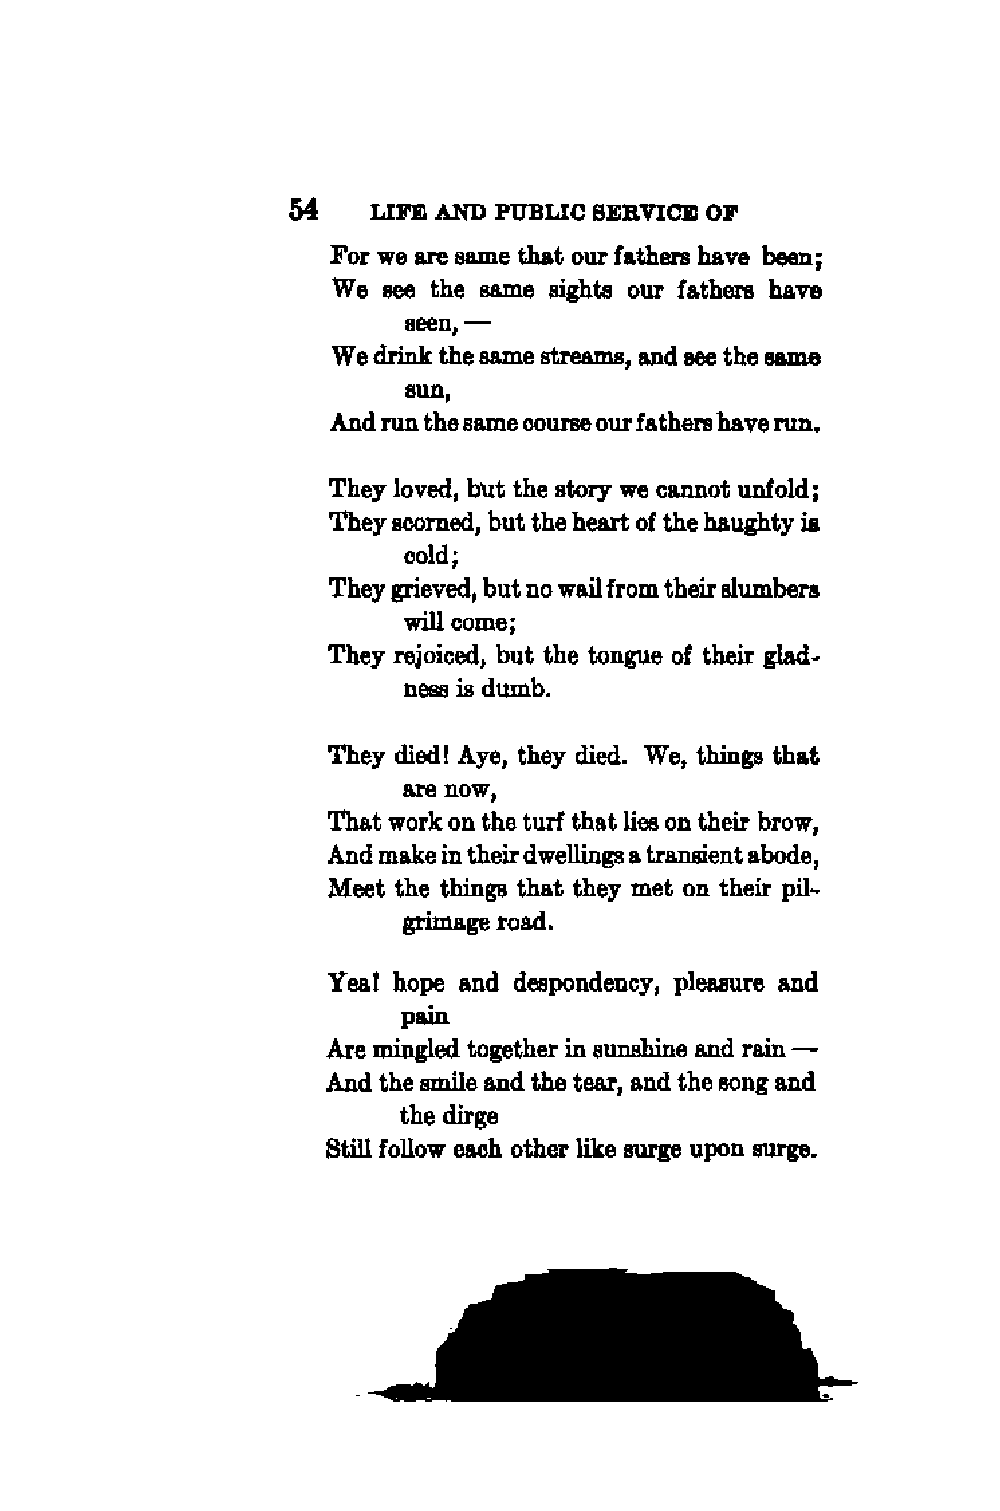 54 LIFE AND PUBLIC SERVICE OF
For we are same that our fathers have been;
We see the same sights our fathers have
seen, —
We drink the same streams, and see the same
sun,
And run the same course our fathers have run.
They loved, but the story we cannot unfold;
They scorned, but the heart of the haughty is
cold;
They grieved, but no wail from their slumbers
will come;
They rejoiced, but the tongue of their glad-
ness is dumb.
They died! Aye, they died. We, things that
are now,
That work on the turf that lies on their brow,
And make in their dwellings a transient abode,
Meet the things that they met on their pil-
grimage road.
Yea! hope and despondency, pleasure and
pain
Are mingled together in sunshine and rain —
And the smile and the tear, and the song and
the dirge
Still follow each other like surge upon surge.